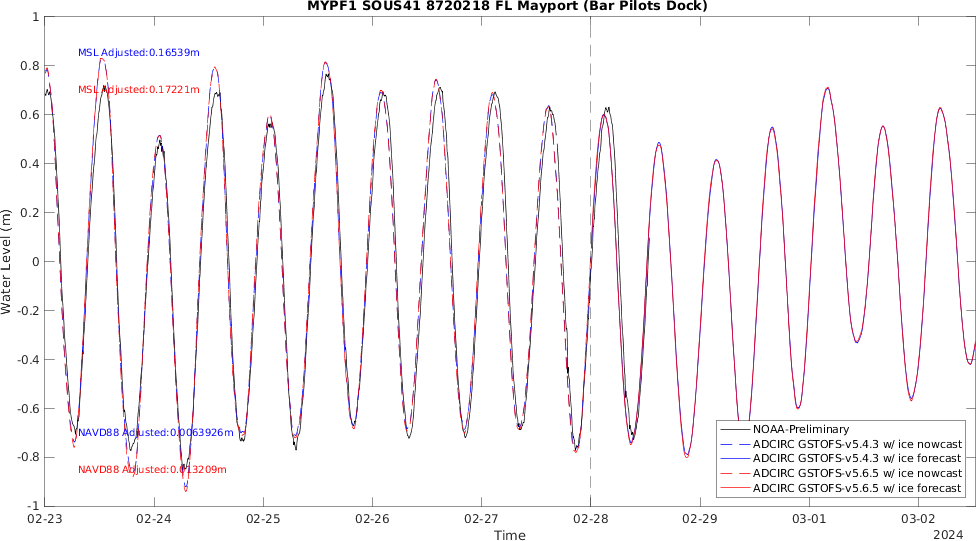 MYPF1 SOUS41 8720218 FL Mayport (Bar Pilots Dock)
1
0.8
0.6
0.4
0.2
0
-0.2
-0.4
-0.6
-0.8
-1
Water Level (m)
MSL Adjusted:0.16539m
MSL Adjusted:0.17221m
NAVD88 Adjusted:0.0063926m
NAVD88 Adjusted:0.013209m
NOAA-Preliminary
ADCIRC GSTOFS-v5.4.3 w/ ice nowcast
ADCIRC GSTOFS-v5.4.3 w/ ice forecast
ADCIRC GSTOFS-v5.6.5 w/ ice nowcast
ADCIRC GSTOFS-v5.6.5 w/ ice forecast
02-23 02-24 02-25 02-26 02-27 02-28 02-29 03-01 03-02
Time
2024